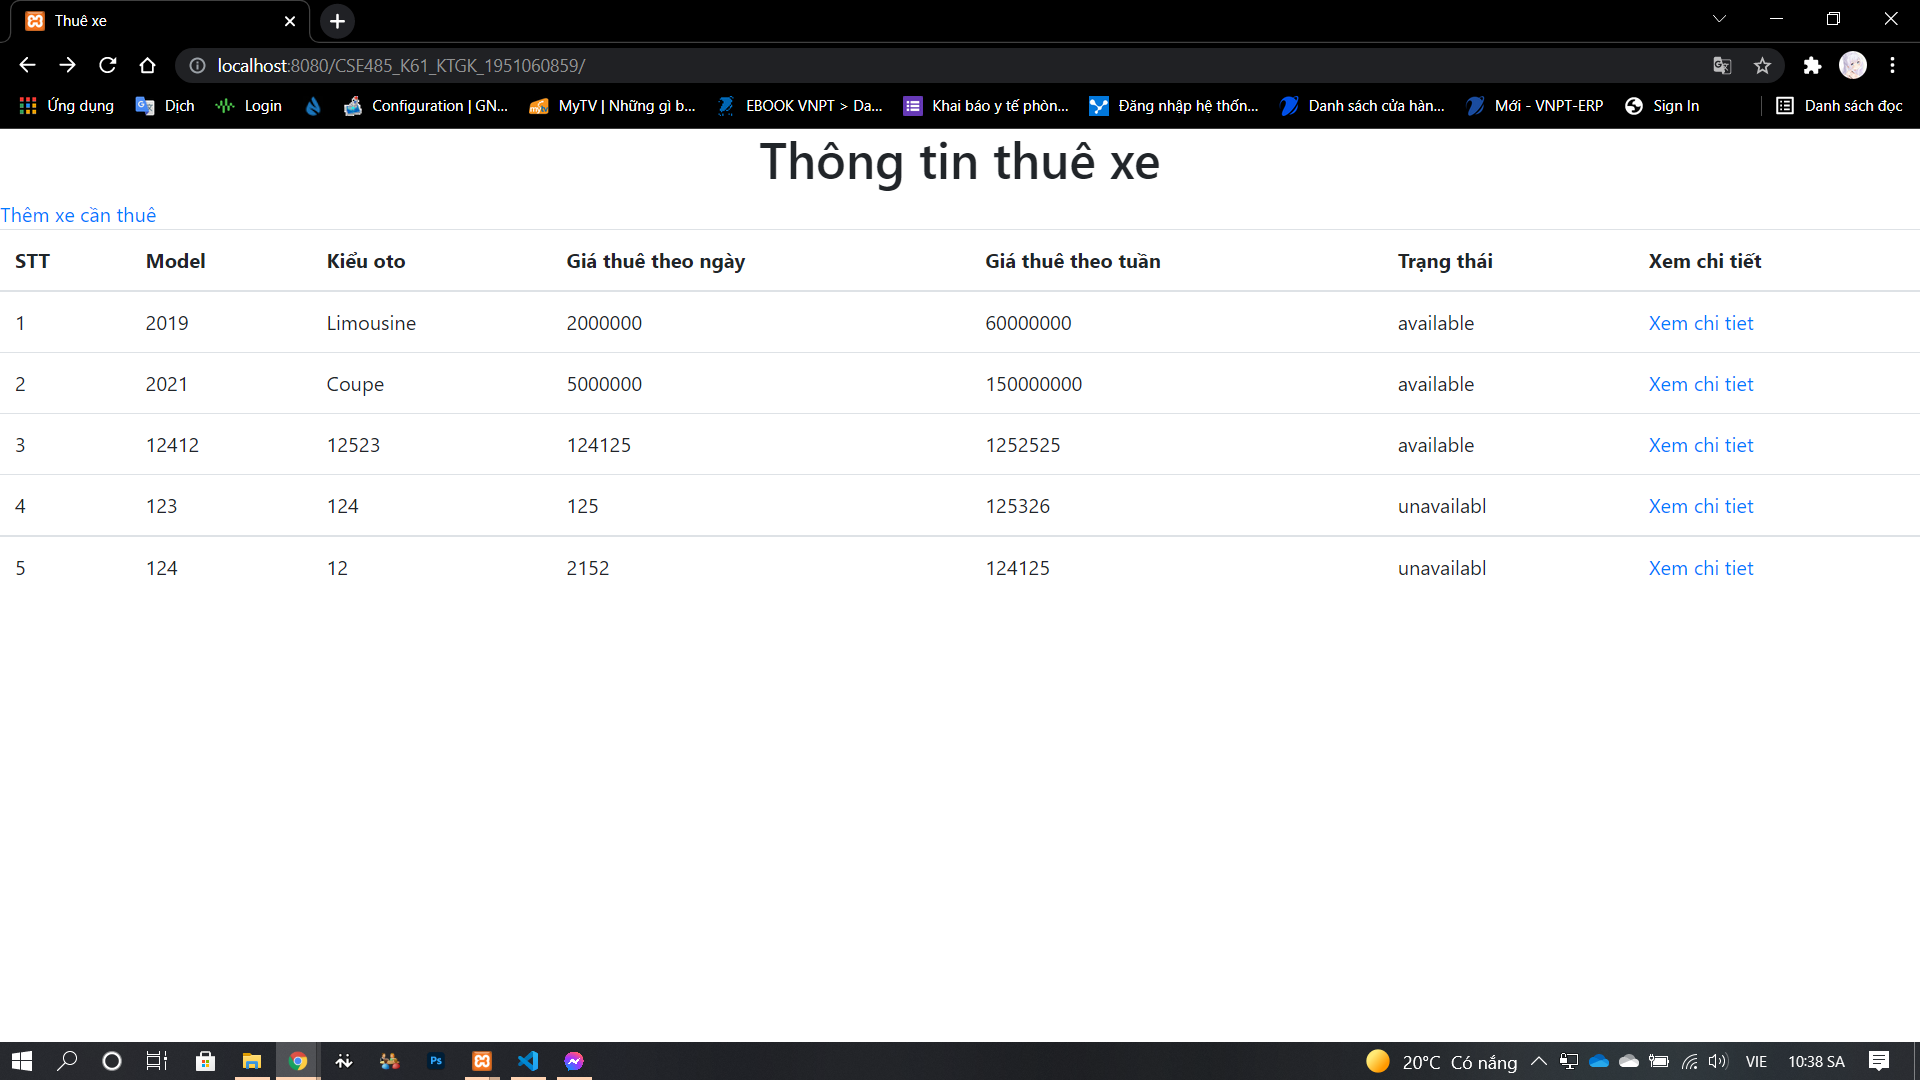 Thuê xe
localhost:8080/CSE485_K61_KTGK_1951060859/
Ứng dụng Dịch Login Configuration | GN... MyTV | Những gì b... EBOOK VNPT > Da... Khai báo y tế phòn... Đăng nhập hệ thốn... Danh sách cửa hàn... Mới - VNPT-ERP Sign In Danh sách đọc
Thông tin thuê xe
Thêm xe cần thuê
STT Model Kiểu oto Giá thuê theo ngày Giá thuê theo tuần Trạng thái Xem chi tiết
1 2019 Limousine 2000000 60000000 available Xem chi tiet
2 2021 Coupe 5000000 150000000 available Xem chi tiet
3 12412 12523 124125 1252525 available Xem chi tiet
4 123 124 125 125326 unavailabl Xem chi tiet
5 124 12 2152 124125 unavailabl Xem chi tiet
Ps 20°C Có nắng VIE 10:38 SA